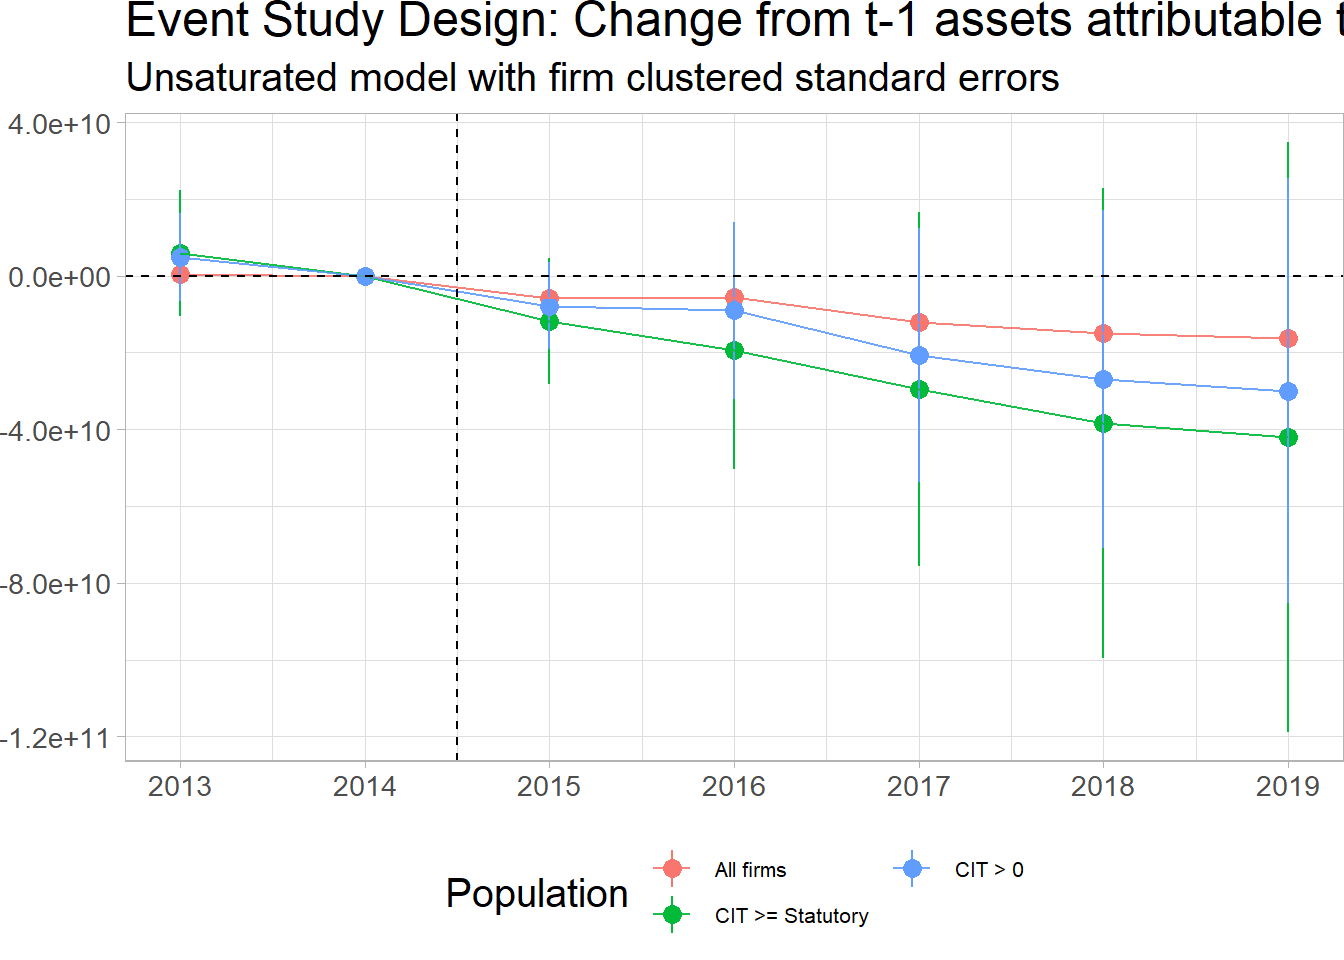 Event Study Design: Change from t-1 assets attributable t
Unsaturated model with firm clustered standard errors
4.0e+10
0.0e+00
-4.0e+10
-8.0e+10
-1.2e+11
2013 2014 2015 2016 2017 2018 2019
Population
All firms
CIT >= Statutory
CIT > 0